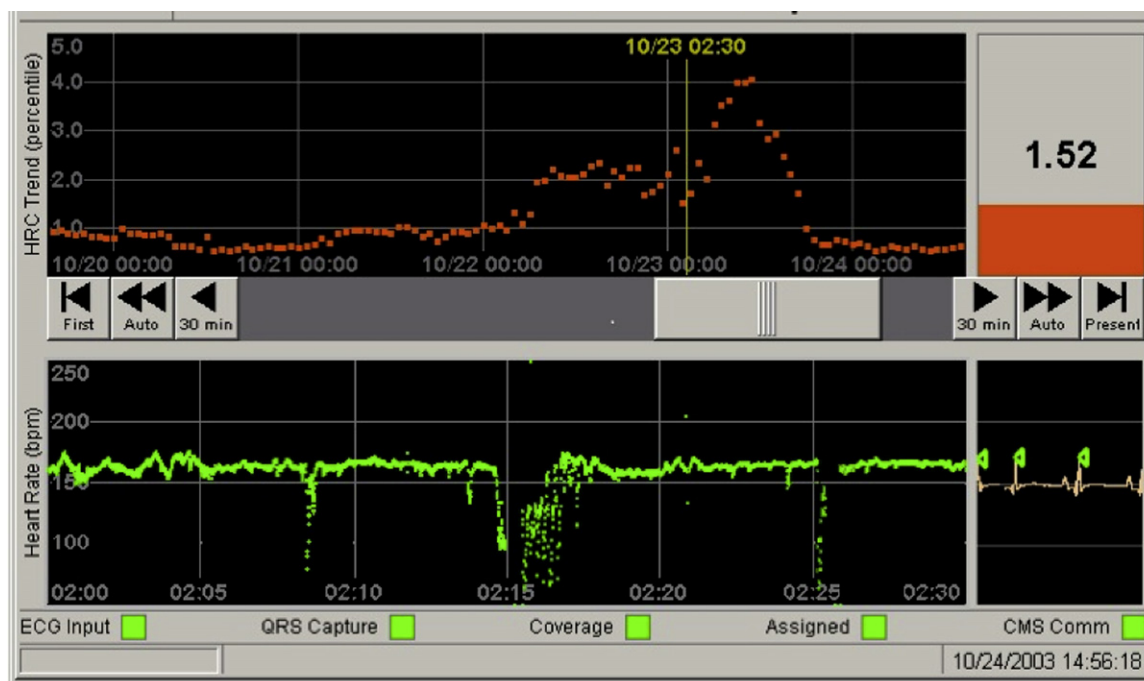 5.0
10/23 02:30
4.0
3.0
2.0
1.0
HRC Trend (percentile)
1.52
10/20 00:00 10/21 00:00 10/22 00:00 10/23 00:00 10/24 00:00
First Auto 30 min 30 min Auto Present
250
200
150
100
Heart Rate (bpm)
02:00 02:05 02:10 02:15 02:20 02:25 02:30
ECG Input QRS Capture Coverage Assigned CMS Comm
10/24/2003 14:56:18